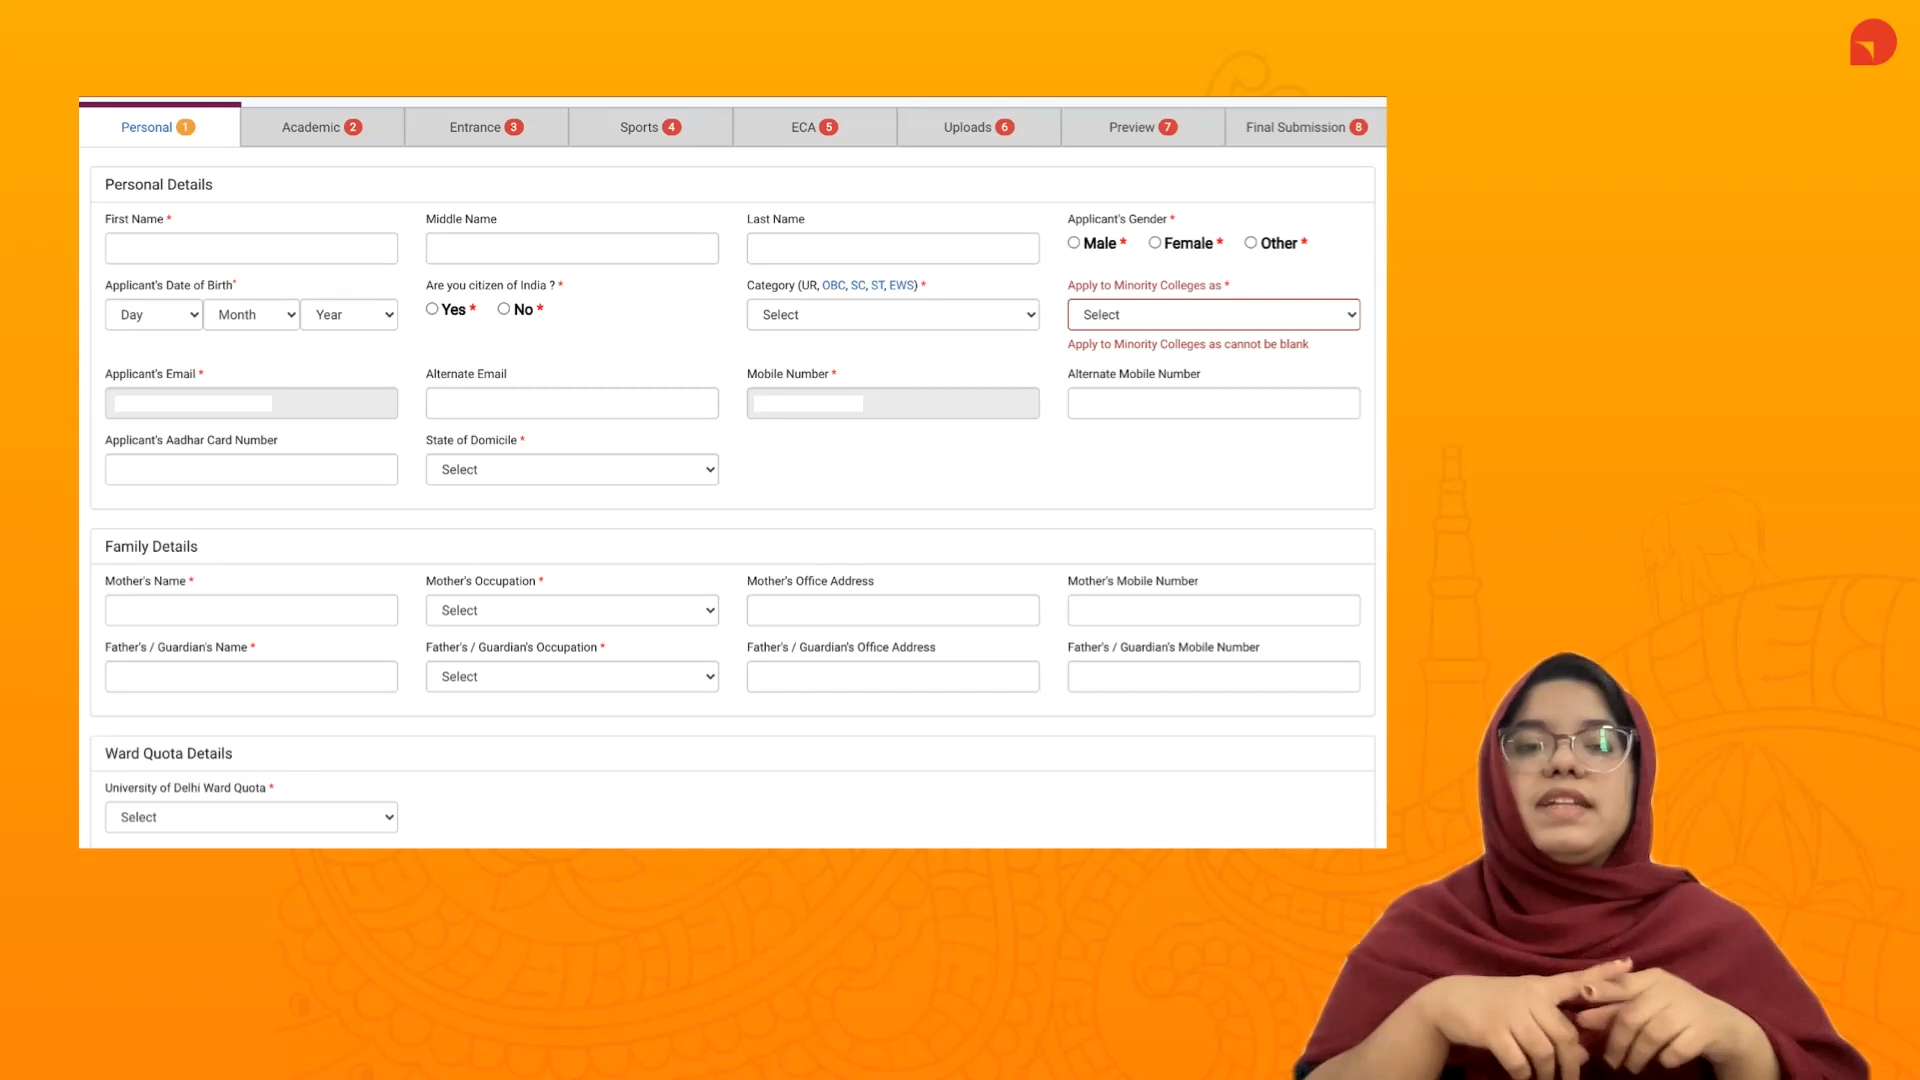 Personal 1 Academic 2 Entrance 3 Sports 4 ECA 5 Uploads 6 Preview 7 Final Submission 8
Personal Details
First Name * Middle Name Last Name Applicant's Gender *
Male * Female * Other *
Applicant's Date of Birth* Are you citizen of India ? * Category (UR, OBC, SC, ST, EWS) * Apply to Minority Colleges as *
Day Month Year Yes * No * Select Select
Apply to Minority Colleges as cannot be blank
Applicant's Email * Alternate Email Mobile Number * Alternate Mobile Number
Applicant's Aadhar Card Number State of Domicile *
Select
Family Details
Mother's Name * Mother's Occupation * Mother's Office Address Mother's Mobile Number
Select
Father's / Guardian's Name * Father's / Guardian's Occupation * Father's / Guardian's Office Address Father's / Guardian's Mobile Number
Select
Ward Quota Details
University of Delhi Ward Quota *
Select